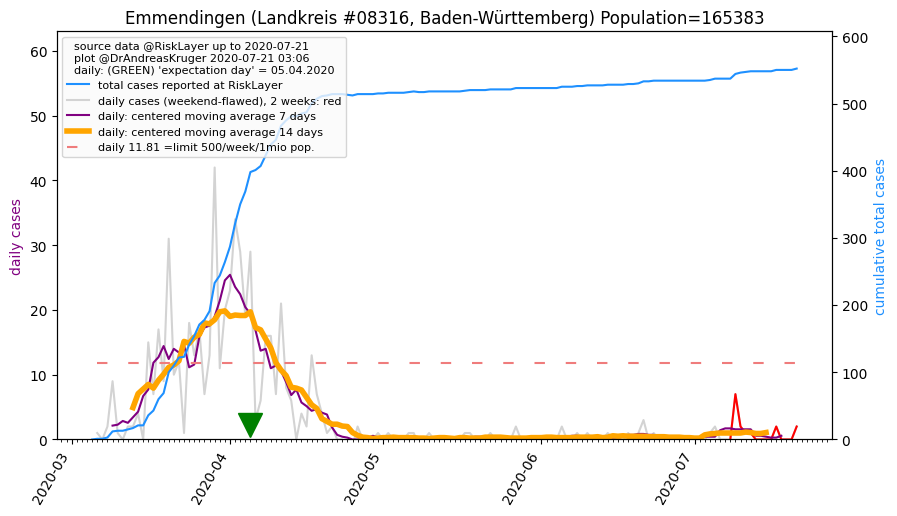 Emmendingen (Landkreis #08316, Baden-Württemberg) Population=165383
source data @RiskLayer up to 2020-07-21
plot @DrAndreasKruger 2020-07-21 03:06
daily: (GREEN) 'expectation day' = 05.04.2020
total cases reported at RiskLayer
daily cases (weekend-flawed), 2 weeks: red
daily: centered moving average 7 days
daily: centered moving average 14 days
daily 11.81 =limit 500/week/1mio pop.
daily cases
60
50
40
30
20
10
0
600
500
400
300
200
100
0
cumulative total cases
2020-03
2020-04
2020-05
2020-06
2020-07